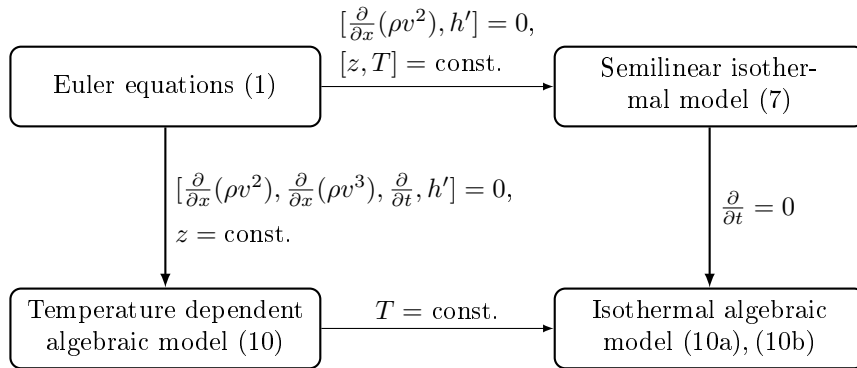 [∂/∂x(ρv²), h′] = 0,
[z, T] = const.
Euler equations (1)
Semilinear isother-
mal model (7)
[∂/∂x(ρv²), ∂/∂x(ρv³), ∂/∂t, h′] = 0,
z = const.
∂/∂t = 0
Temperature dependent
algebraic model (10)
T = const.
Isothermal algebraic
model (10a), (10b)